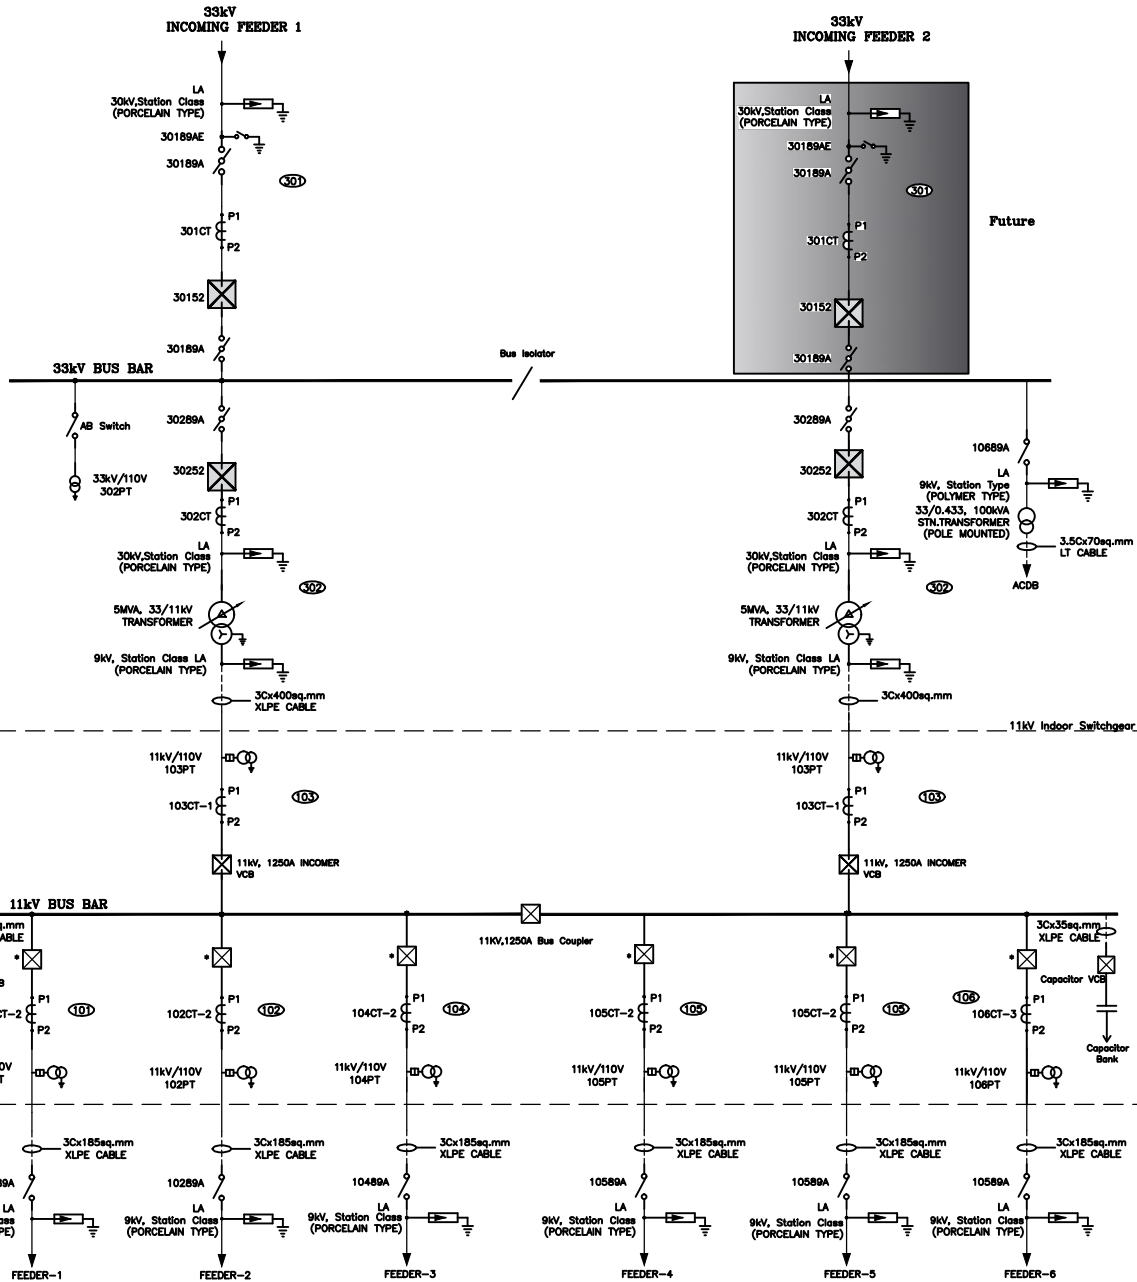 33kV
INCOMING FEEDER 1
33kV
INCOMING FEEDER 2
LA
30kV,Station Class
(PORCELAIN TYPE)
30189AE
30189A
301
301CT
P1
P2
30152
30189A
LA
30kV,Station Class
(PORCELAIN TYPE)
30189AE
30189A
301
Future
301CT
P1
P2
30152
30189A
33kV BUS BAR
Bus Isolator
AB Switch
33kV/110V
302PT
30289A
30252
P1
302CT
P2
LA
30kV,Station Class
(PORCELAIN TYPE)
302
5MVA, 33/11kV
TRANSFORMER
9kV, Station Class LA
(PORCELAIN TYPE)
3Cx400sq.mm
XLPE CABLE
30289A
30252
P1
302CT
P2
LA
30kV,Station Class
(PORCELAIN TYPE)
302
5MVA, 33/11kV
TRANSFORMER
9kV, Station Class LA
(PORCELAIN TYPE)
3Cx400sq.mm
10689A
LA
9kV, Station Type
(POLYMER TYPE)
33/0.433, 100kVA
STN.TRANSFORMER
(POLE MOUNTED)
3.5Cx70sq.mm
LT CABLE
ACDB
11kV Indoor Switchgear
11kV/110V
103PT
P1
103CT-1
P2
103
11kV, 1250A INCOMER
VCB
11kV/110V
103PT
P1
103CT-1
P2
103
11kV, 1250A INCOMER
VCB
11kV BUS BAR
11KV,1250A Bus Coupler
q.mm
ABLE
3Cx35sq.mm
XLPE CABLE
*
*
*
*
*
*
B
Capacitor VCB
Capacitor
Bank
CT-2
P1
P2
101
102CT-2
P1
P2
102
104CT-2
P1
P2
104
105CT-2
P1
P2
105
105CT-2
P1
P2
105
106
P1
106CT-3
P2
0V
T
11kV/110V
102PT
11kV/110V
104PT
11kV/110V
105PT
11kV/110V
105PT
11kV/110V
106PT
3Cx185sq.mm
XLPE CABLE
3Cx185sq.mm
XLPE CABLE
3Cx185sq.mm
XLPE CABLE
3Cx185sq.mm
XLPE CABLE
3Cx185sq.mm
XLPE CABLE
3Cx185sq.mm
XLPE CABLE
89A
10289A
10489A
10589A
10589A
10589A
LA
ass
PE)
LA
9kV, Station Class
(PORCELAIN TYPE)
LA
9kV, Station Class
(PORCELAIN TYPE)
LA
9kV, Station Class
(PORCELAIN TYPE)
LA
9kV, Station Class
(PORCELAIN TYPE)
LA
9kV, Station Class
(PORCELAIN TYPE)
FEEDER-1
FEEDER-2
FEEDER-3
FEEDER-4
FEEDER-5
FEEDER-6